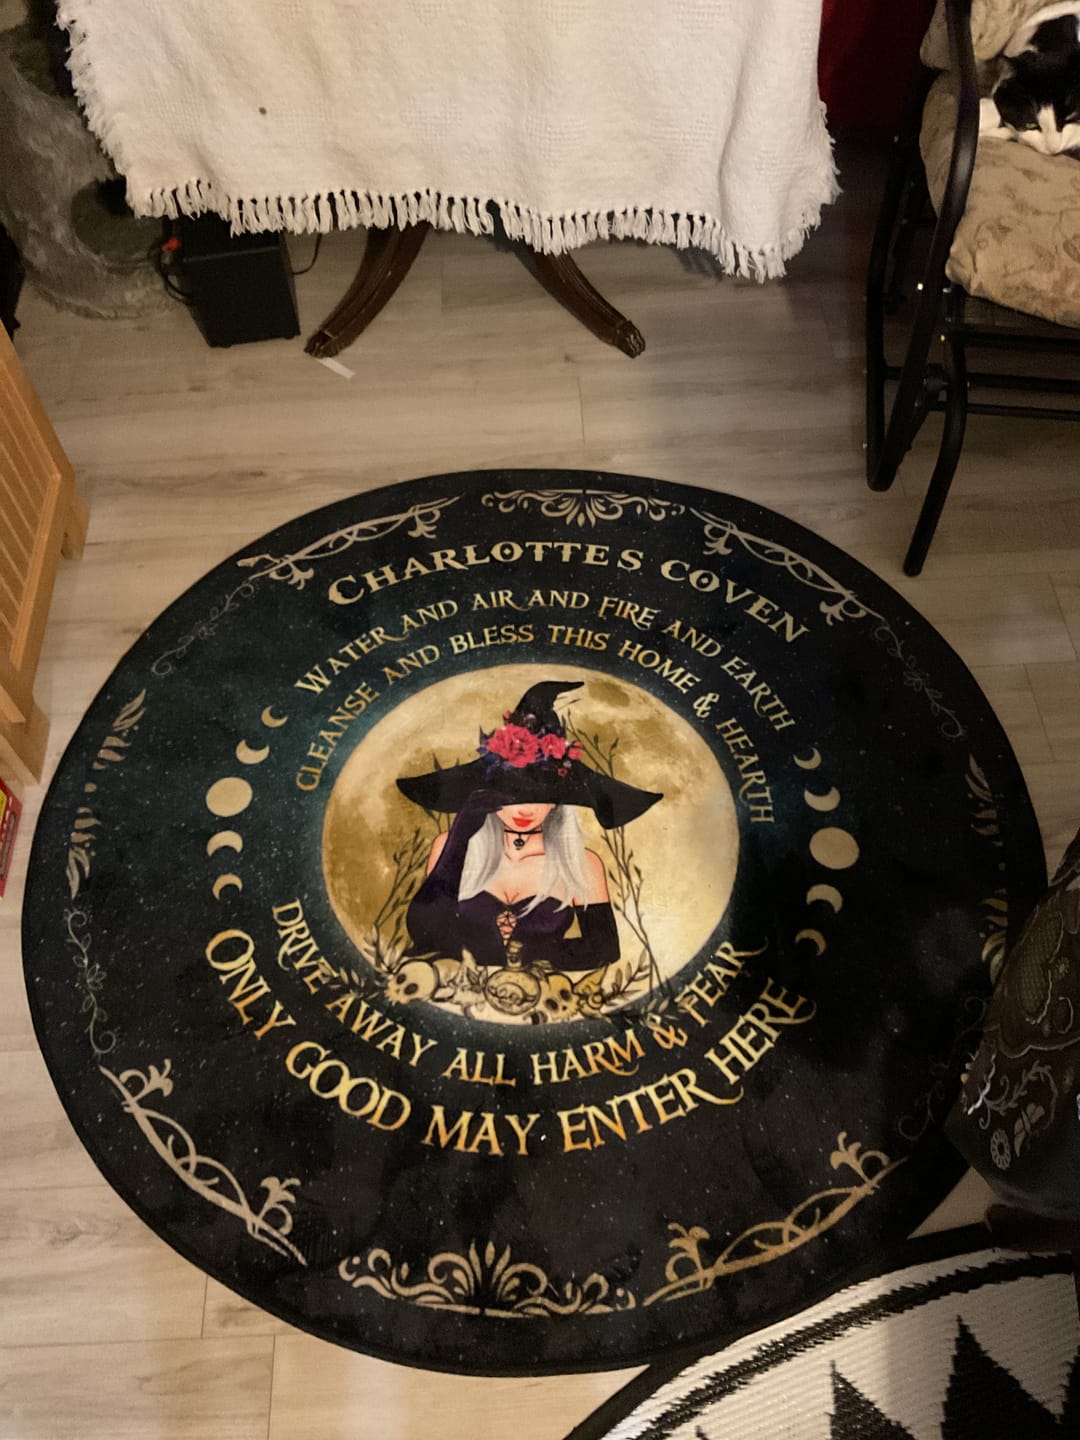 CHARLOTTES COVEN
WATER AND AIR AND FIRE AND EARTH
CLEANSE AND BLESS THIS HOME & HEARTH
DRIVE AWAY ALL HARM & FEAR
ONLY GOOD MAY ENTER HERE